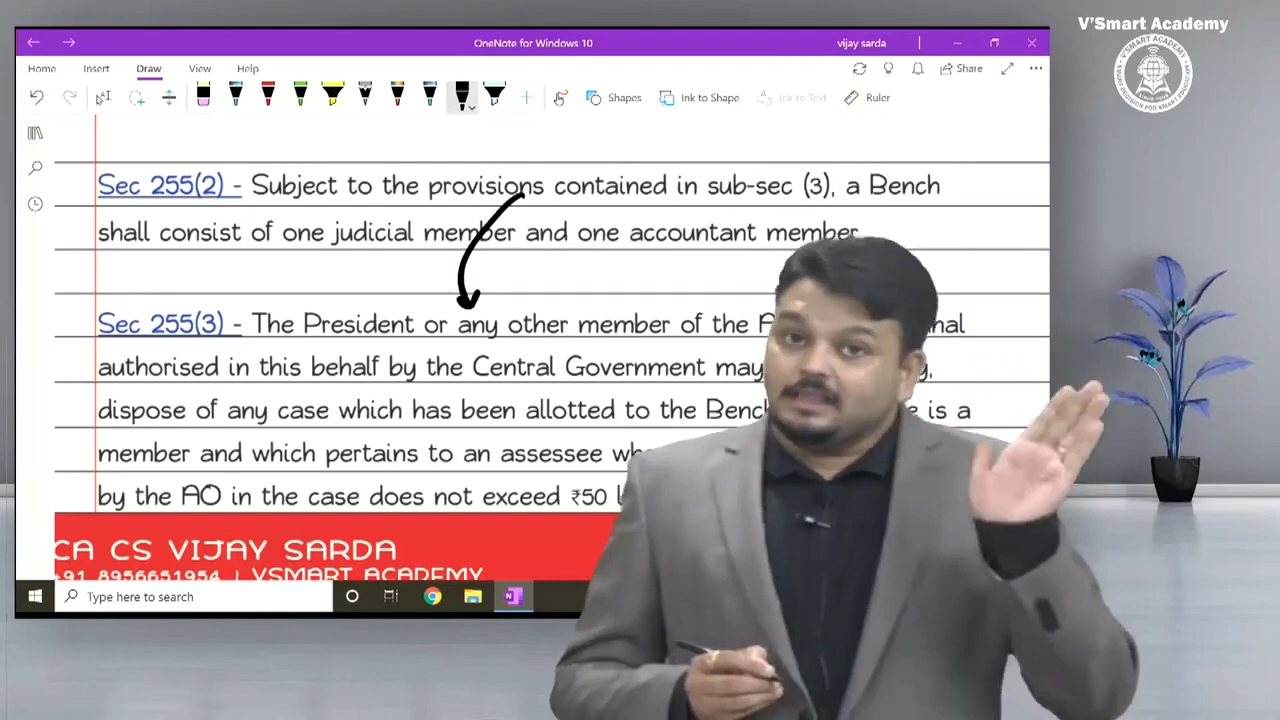 V'Smart Academy
OneNote for Windows 10
vijay sarda
Home Insert Draw View Help
Share
Shapes Ink to Shape Ink to Text Ruler
Sec 255(2) - Subject to the provisions contained in sub-sec (3), a Bench
shall consist of one judicial member and one accountant member
Sec 255(3) - The President or any other member of the
authorised in this behalf by the Central Government may
dispose of any case which has been allotted to the Bench is a
member and which pertains to an assessee
by the AO in the case does not exceed ₹50
CA CS VIJAY SARDA
+91 8956651954 | VSMART ACADEMY
Type here to search